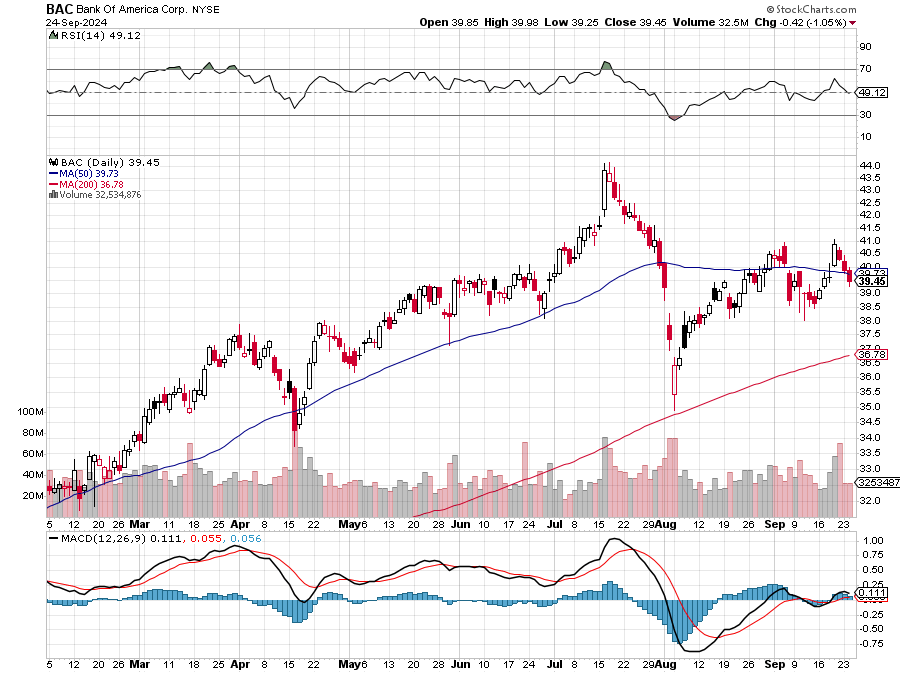 BAC Bank Of America Corp. NYSE © StockCharts.com
24-Sep-2024 Open 39.85 High 39.98 Low 39.25 Close 39.45 Volume 32.5M Chg -0.42 (-1.05%)
RSI(14) 49.12
90
70
49.12
30
10
BAC (Daily) 39.45
MA(50) 39.73
MA(200) 36.78
Volume 32,534,876
44.0
43.5
43.0
42.5
42.0
41.5
41.0
40.5
40.0
39.73
39.45
39.0
38.5
38.0
37.5
37.0
36.78
36.5
36.0
35.5
35.0
34.5
34.0
33.5
33.0
3253487
32.0
100M
80M
60M
40M
20M
5 12 20 26 Mar 11 18 25 Apr 8 15 22 May 6 13 20 28 Jun 10 17 24 Jul 8 15 22 29 Aug 12 19 26 Sep 9 16 23
MACD(12,26,9) 0.111, 0.055, 0.056
1.00
0.75
0.50
0.25
0.111
-0.25
-0.50
-0.75
5 12 20 26 Mar 11 18 25 Apr 8 15 22 May 6 13 20 28 Jun 10 17 24 Jul 8 15 22 29 Aug 12 19 26 Sep 9 16 23